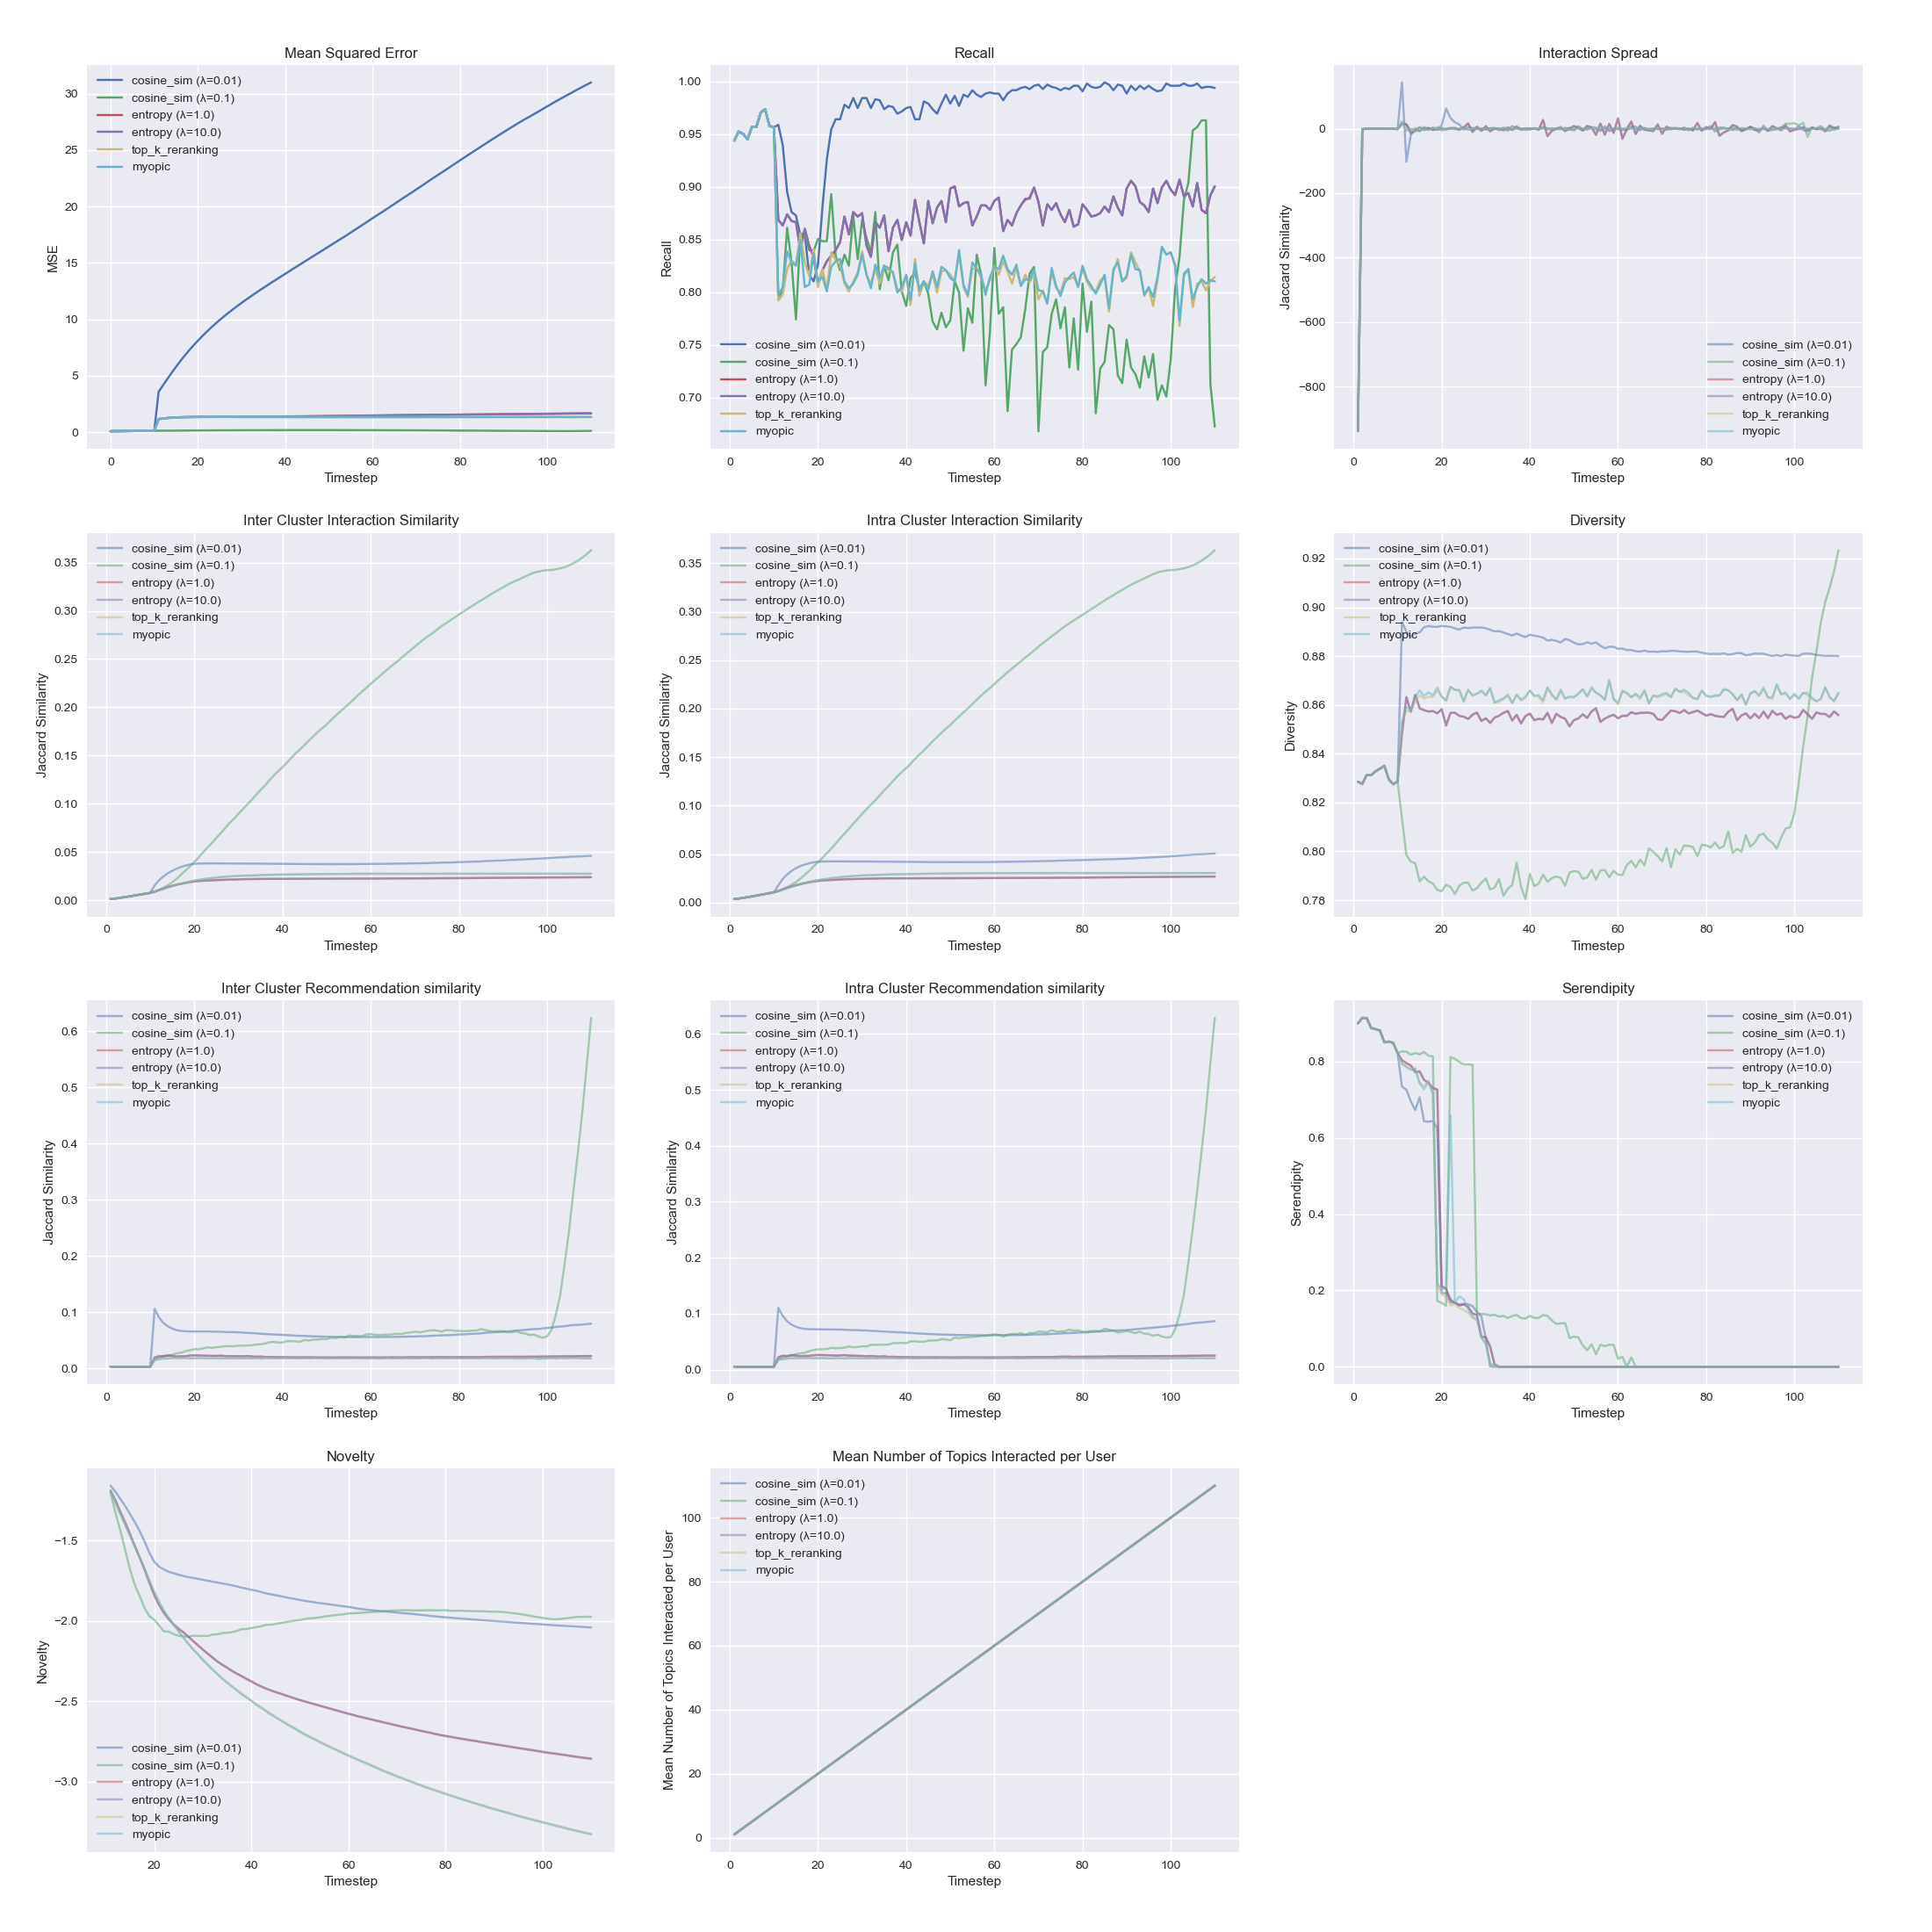 Mean Squared Error
cosine_sim (λ=0.01)
cosine_sim (λ=0.1)
entropy (λ=1.0)
entropy (λ=10.0)
top_k_reranking
myopic
MSE
30
25
20
15
10
5
0
0 20 40 60 80 100
Timestep
Recall
Recall
1.00
0.95
0.90
0.85
0.80
0.75
0.70
cosine_sim (λ=0.01)
cosine_sim (λ=0.1)
entropy (λ=1.0)
entropy (λ=10.0)
top_k_reranking
myopic
0 20 40 60 80 100
Timestep
Interaction Spread
Jaccard Similarity
0
−200
−400
−600
−800
cosine_sim (λ=0.01)
cosine_sim (λ=0.1)
entropy (λ=1.0)
entropy (λ=10.0)
top_k_reranking
myopic
0 20 40 60 80 100
Timestep
Inter Cluster Interaction Similarity
cosine_sim (λ=0.01)
cosine_sim (λ=0.1)
entropy (λ=1.0)
entropy (λ=10.0)
top_k_reranking
myopic
Jaccard Similarity
0.35
0.30
0.25
0.20
0.15
0.10
0.05
0.00
0 20 40 60 80 100
Timestep
Intra Cluster Interaction Similarity
cosine_sim (λ=0.01)
cosine_sim (λ=0.1)
entropy (λ=1.0)
entropy (λ=10.0)
top_k_reranking
myopic
Jaccard Similarity
0.35
0.30
0.25
0.20
0.15
0.10
0.05
0.00
0 20 40 60 80 100
Timestep
Diversity
cosine_sim (λ=0.01)
cosine_sim (λ=0.1)
entropy (λ=1.0)
entropy (λ=10.0)
top_k_reranking
myopic
Diversity
0.92
0.90
0.88
0.86
0.84
0.82
0.80
0.78
0 20 40 60 80 100
Timestep
Inter Cluster Recommendation similarity
cosine_sim (λ=0.01)
cosine_sim (λ=0.1)
entropy (λ=1.0)
entropy (λ=10.0)
top_k_reranking
myopic
Jaccard Similarity
0.6
0.5
0.4
0.3
0.2
0.1
0.0
0 20 40 60 80 100
Timestep
Intra Cluster Recommendation similarity
cosine_sim (λ=0.01)
cosine_sim (λ=0.1)
entropy (λ=1.0)
entropy (λ=10.0)
top_k_reranking
myopic
Jaccard Similarity
0.6
0.5
0.4
0.3
0.2
0.1
0.0
0 20 40 60 80 100
Timestep
Serendipity
cosine_sim (λ=0.01)
cosine_sim (λ=0.1)
entropy (λ=1.0)
entropy (λ=10.0)
top_k_reranking
myopic
Serendipity
0.8
0.6
0.4
0.2
0.0
0 20 40 60 80 100
Timestep
Novelty
Novelty
−1.5
−2.0
−2.5
−3.0
cosine_sim (λ=0.01)
cosine_sim (λ=0.1)
entropy (λ=1.0)
entropy (λ=10.0)
top_k_reranking
myopic
20 40 60 80 100
Timestep
Mean Number of Topics Interacted per User
cosine_sim (λ=0.01)
cosine_sim (λ=0.1)
entropy (λ=1.0)
entropy (λ=10.0)
top_k_reranking
myopic
Mean Number of Topics Interacted per User
100
80
60
40
20
0
0 20 40 60 80 100
Timestep